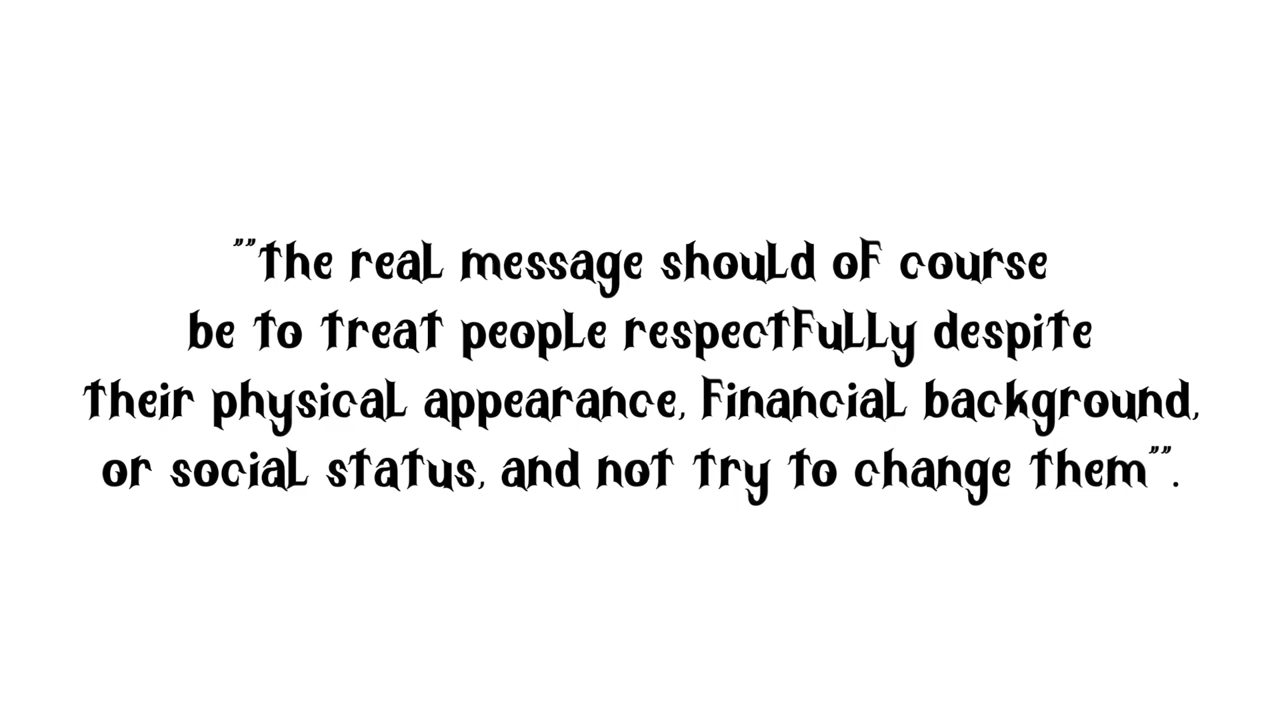 ""The real message should of course
be to treat people respectfully despite
their physical appearance, financial background,
or social status, and not try to change them"".